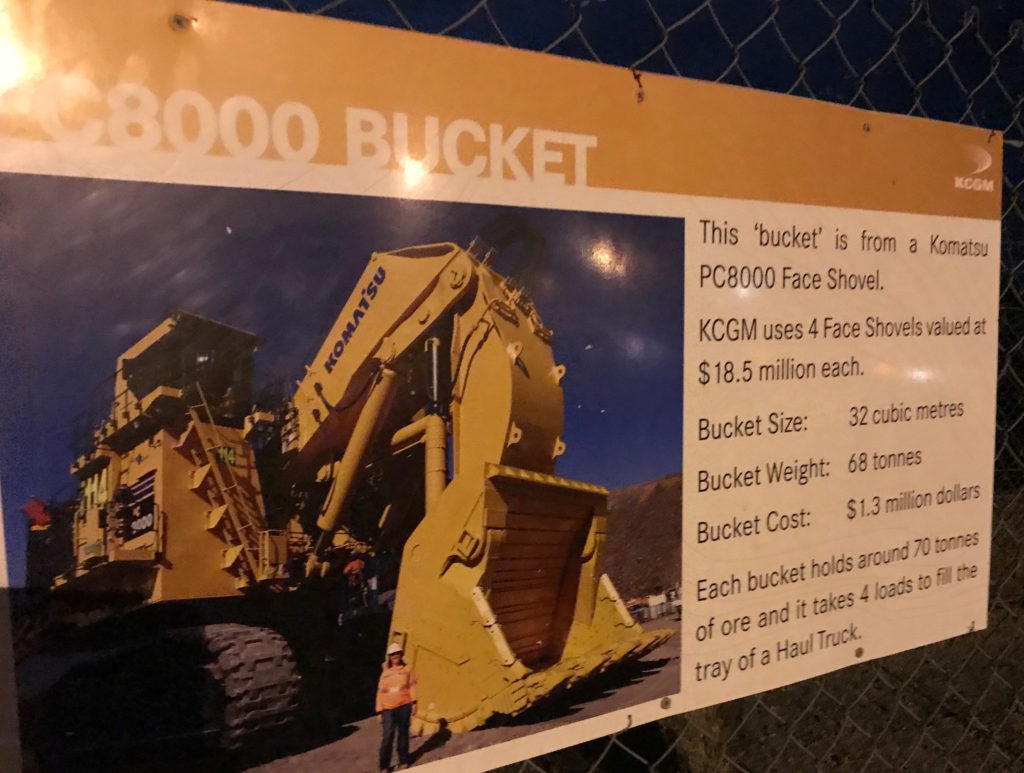 PC8000 BUCKET
KCGM
This 'bucket' is from a Komatsu
PC8000 Face Shovel.
KCGM uses 4 Face Shovels valued at
$18.5 million each.
Bucket Size: 32 cubic metres
Bucket Weight: 68 tonnes
Bucket Cost: $1.3 million dollars
Each bucket holds around 70 tonnes
of ore and it takes 4 loads to fill the
tray of a Haul Truck.
KOMATSU
114
114